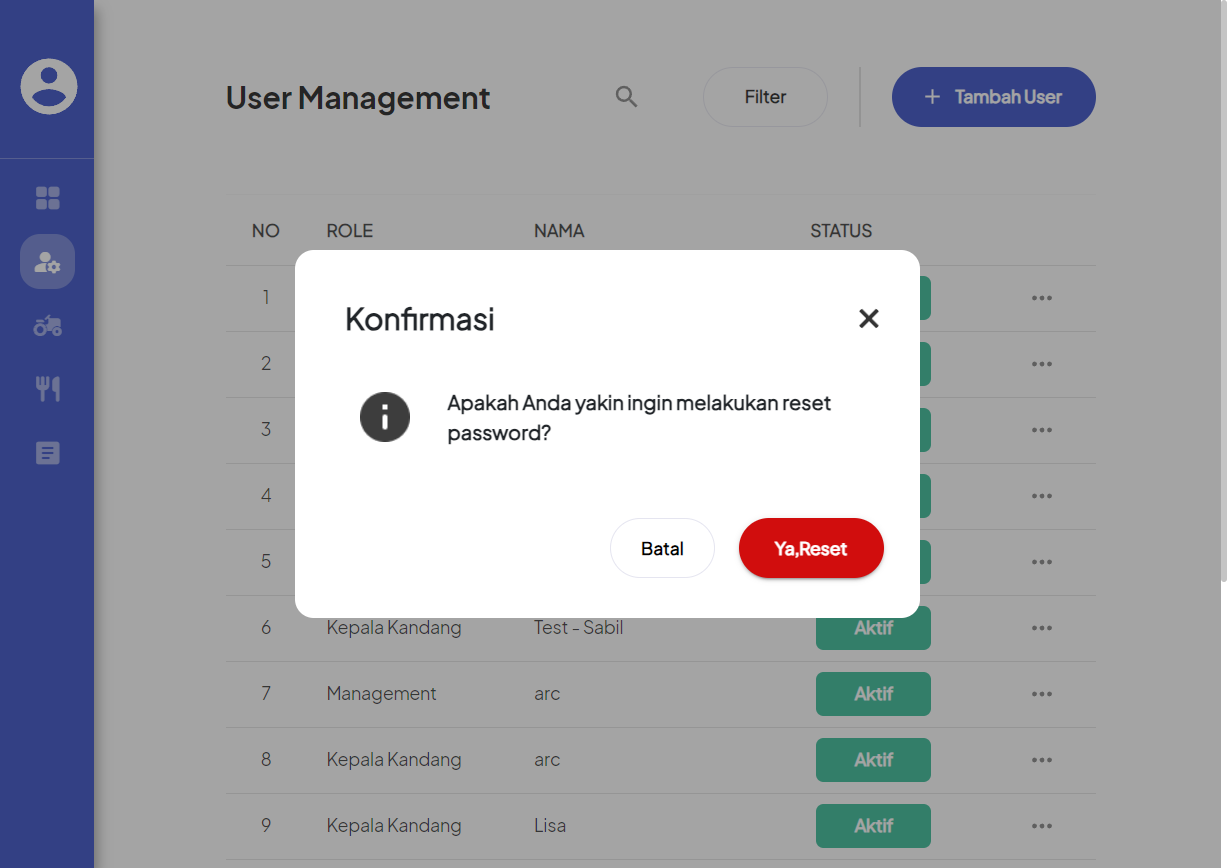 User Management
Filter
+ Tambah User
NO ROLE NAMA STATUS
1
2
3
4
5
Konfirmasi
Apakah Anda yakin ingin melakukan reset
password?
Batal
Ya,Reset
6 Kepala Kandang Test - Sabil Aktif
7 Management arc Aktif
8 Kepala Kandang arc Aktif
9 Kepala Kandang Lisa Aktif